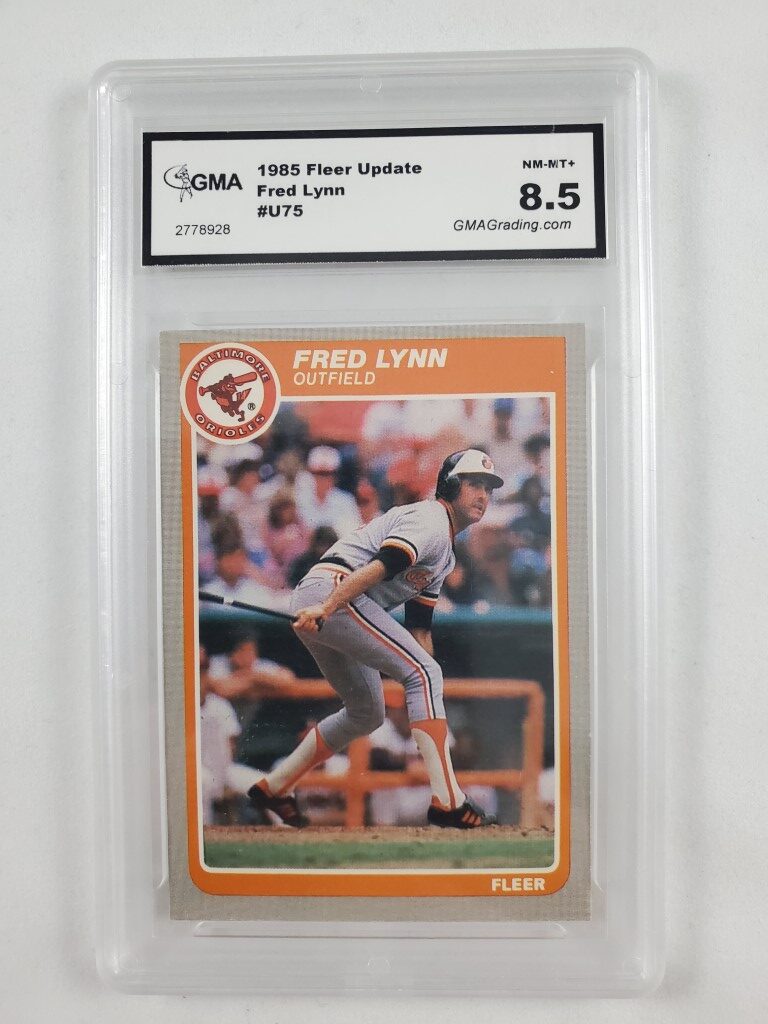 GMA
1985 Fleer Update
Fred Lynn
#U75
2778928
NM-MT+
8.5
GMAGrading.com
BALTIMORE
ORIOLES
®
FRED LYNN
OUTFIELD
FLEER